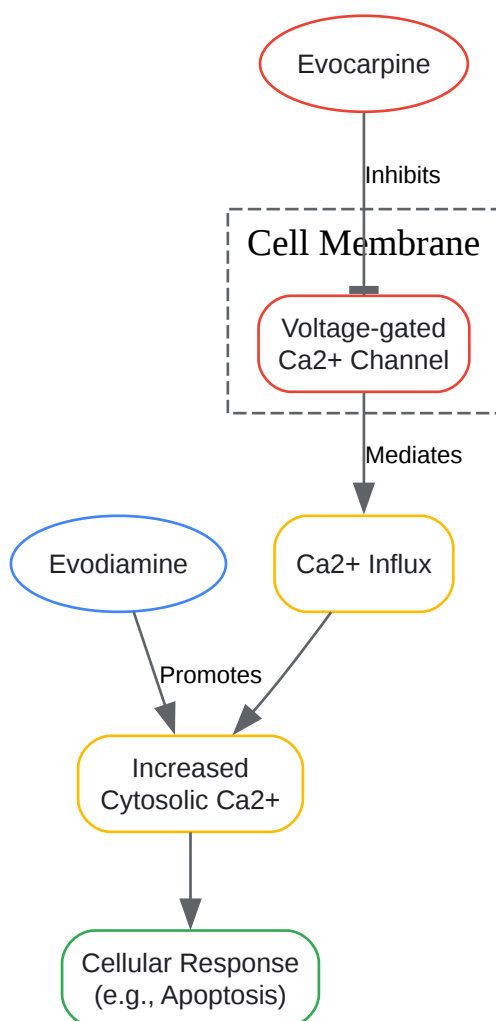 Evocarpine
Inhibits
Cell Membrane
Voltage-gated
Ca2+ Channel
Mediates
Evodiamine
Ca2+ Influx
Promotes
Increased
Cytosolic Ca2+
Cellular Response
(e.g., Apoptosis)